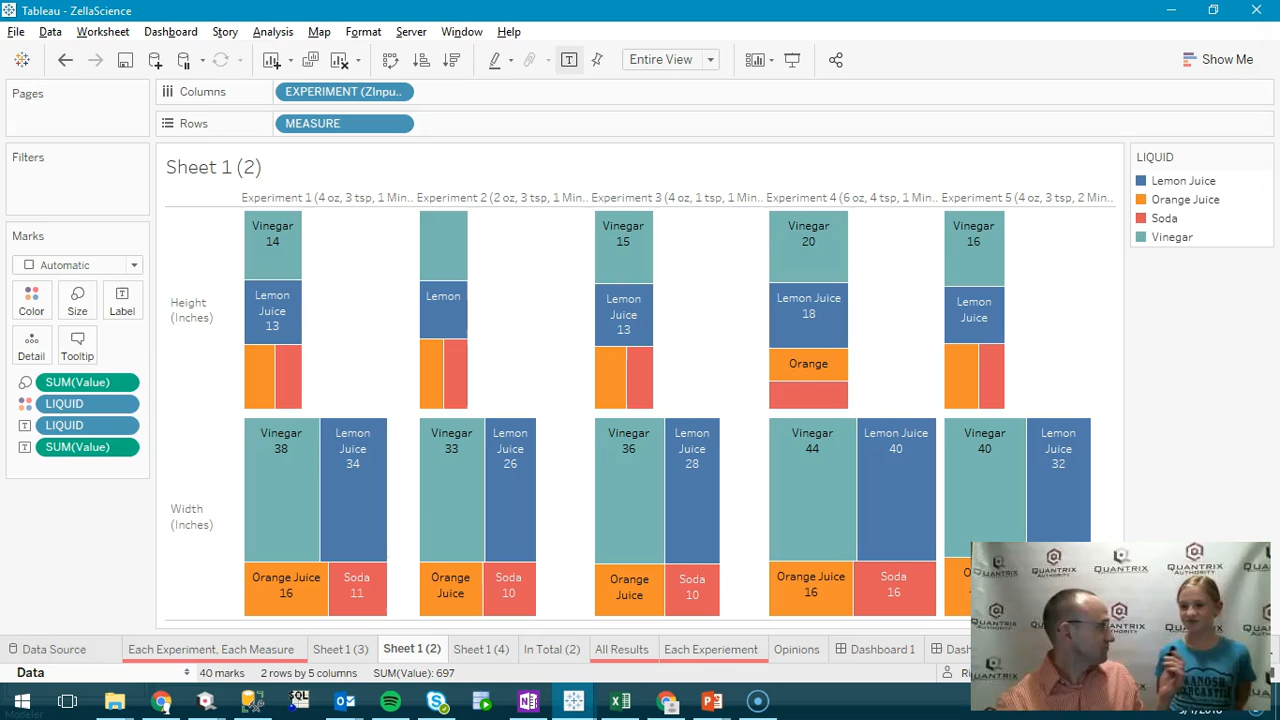 Tableau - ZellaScience
File Data Worksheet Dashboard Story Analysis Map Format Server Window Help
Entire View
Show Me
Pages
Columns EXPERIMENT (ZInpu..
Rows MEASURE
Filters
Marks
Automatic
Color Size Label
Detail Tooltip
SUM(Value)
LIQUID
LIQUID
SUM(Value)
Sheet 1 (2)
Experiment 1 (4 oz, 3 tsp, 1 Min.. Experiment 2 (2 oz, 3 tsp, 1 Min.. Experiment 3 (4 oz, 1 tsp, 1 Min.. Experiment 4 (6 oz, 4 tsp, 1 Min.. Experiment 5 (4 oz, 3 tsp, 2 Min..
Height
(Inches)
Vinegar
14
Lemon
Juice
13
Lemon
Vinegar
15
Lemon
Juice
13
Vinegar
20
Lemon Juice
18
Orange
Vinegar
16
Lemon
Juice
Width
(Inches)
Vinegar
38
Lemon
Juice
34
Orange Juice
16
Soda
11
Vinegar
33
Lemon
Juice
26
Orange
Juice
Soda
10
Vinegar
36
Lemon
Juice
28
Orange
Juice
Soda
10
Vinegar
44
Lemon Juice
40
Orange Juice
16
Soda
16
Vinegar
40
Lemon
Juice
32
LIQUID
Lemon Juice
Orange Juice
Soda
Vinegar
QUANTRIX
AUTHORITY
QUANTRIX
AUTHORITY
QUANTRIX
AUTHORITY
QUANTRIX
AUTHORITY
Data Source Each Experiment, Each Measure Sheet 1 (3) Sheet 1 (2) Sheet 1 (4) In Total (2) All Results Each Experiement Opinions Dashboard 1
Data 40 marks 2 rows by 5 columns SUM(Value): 697